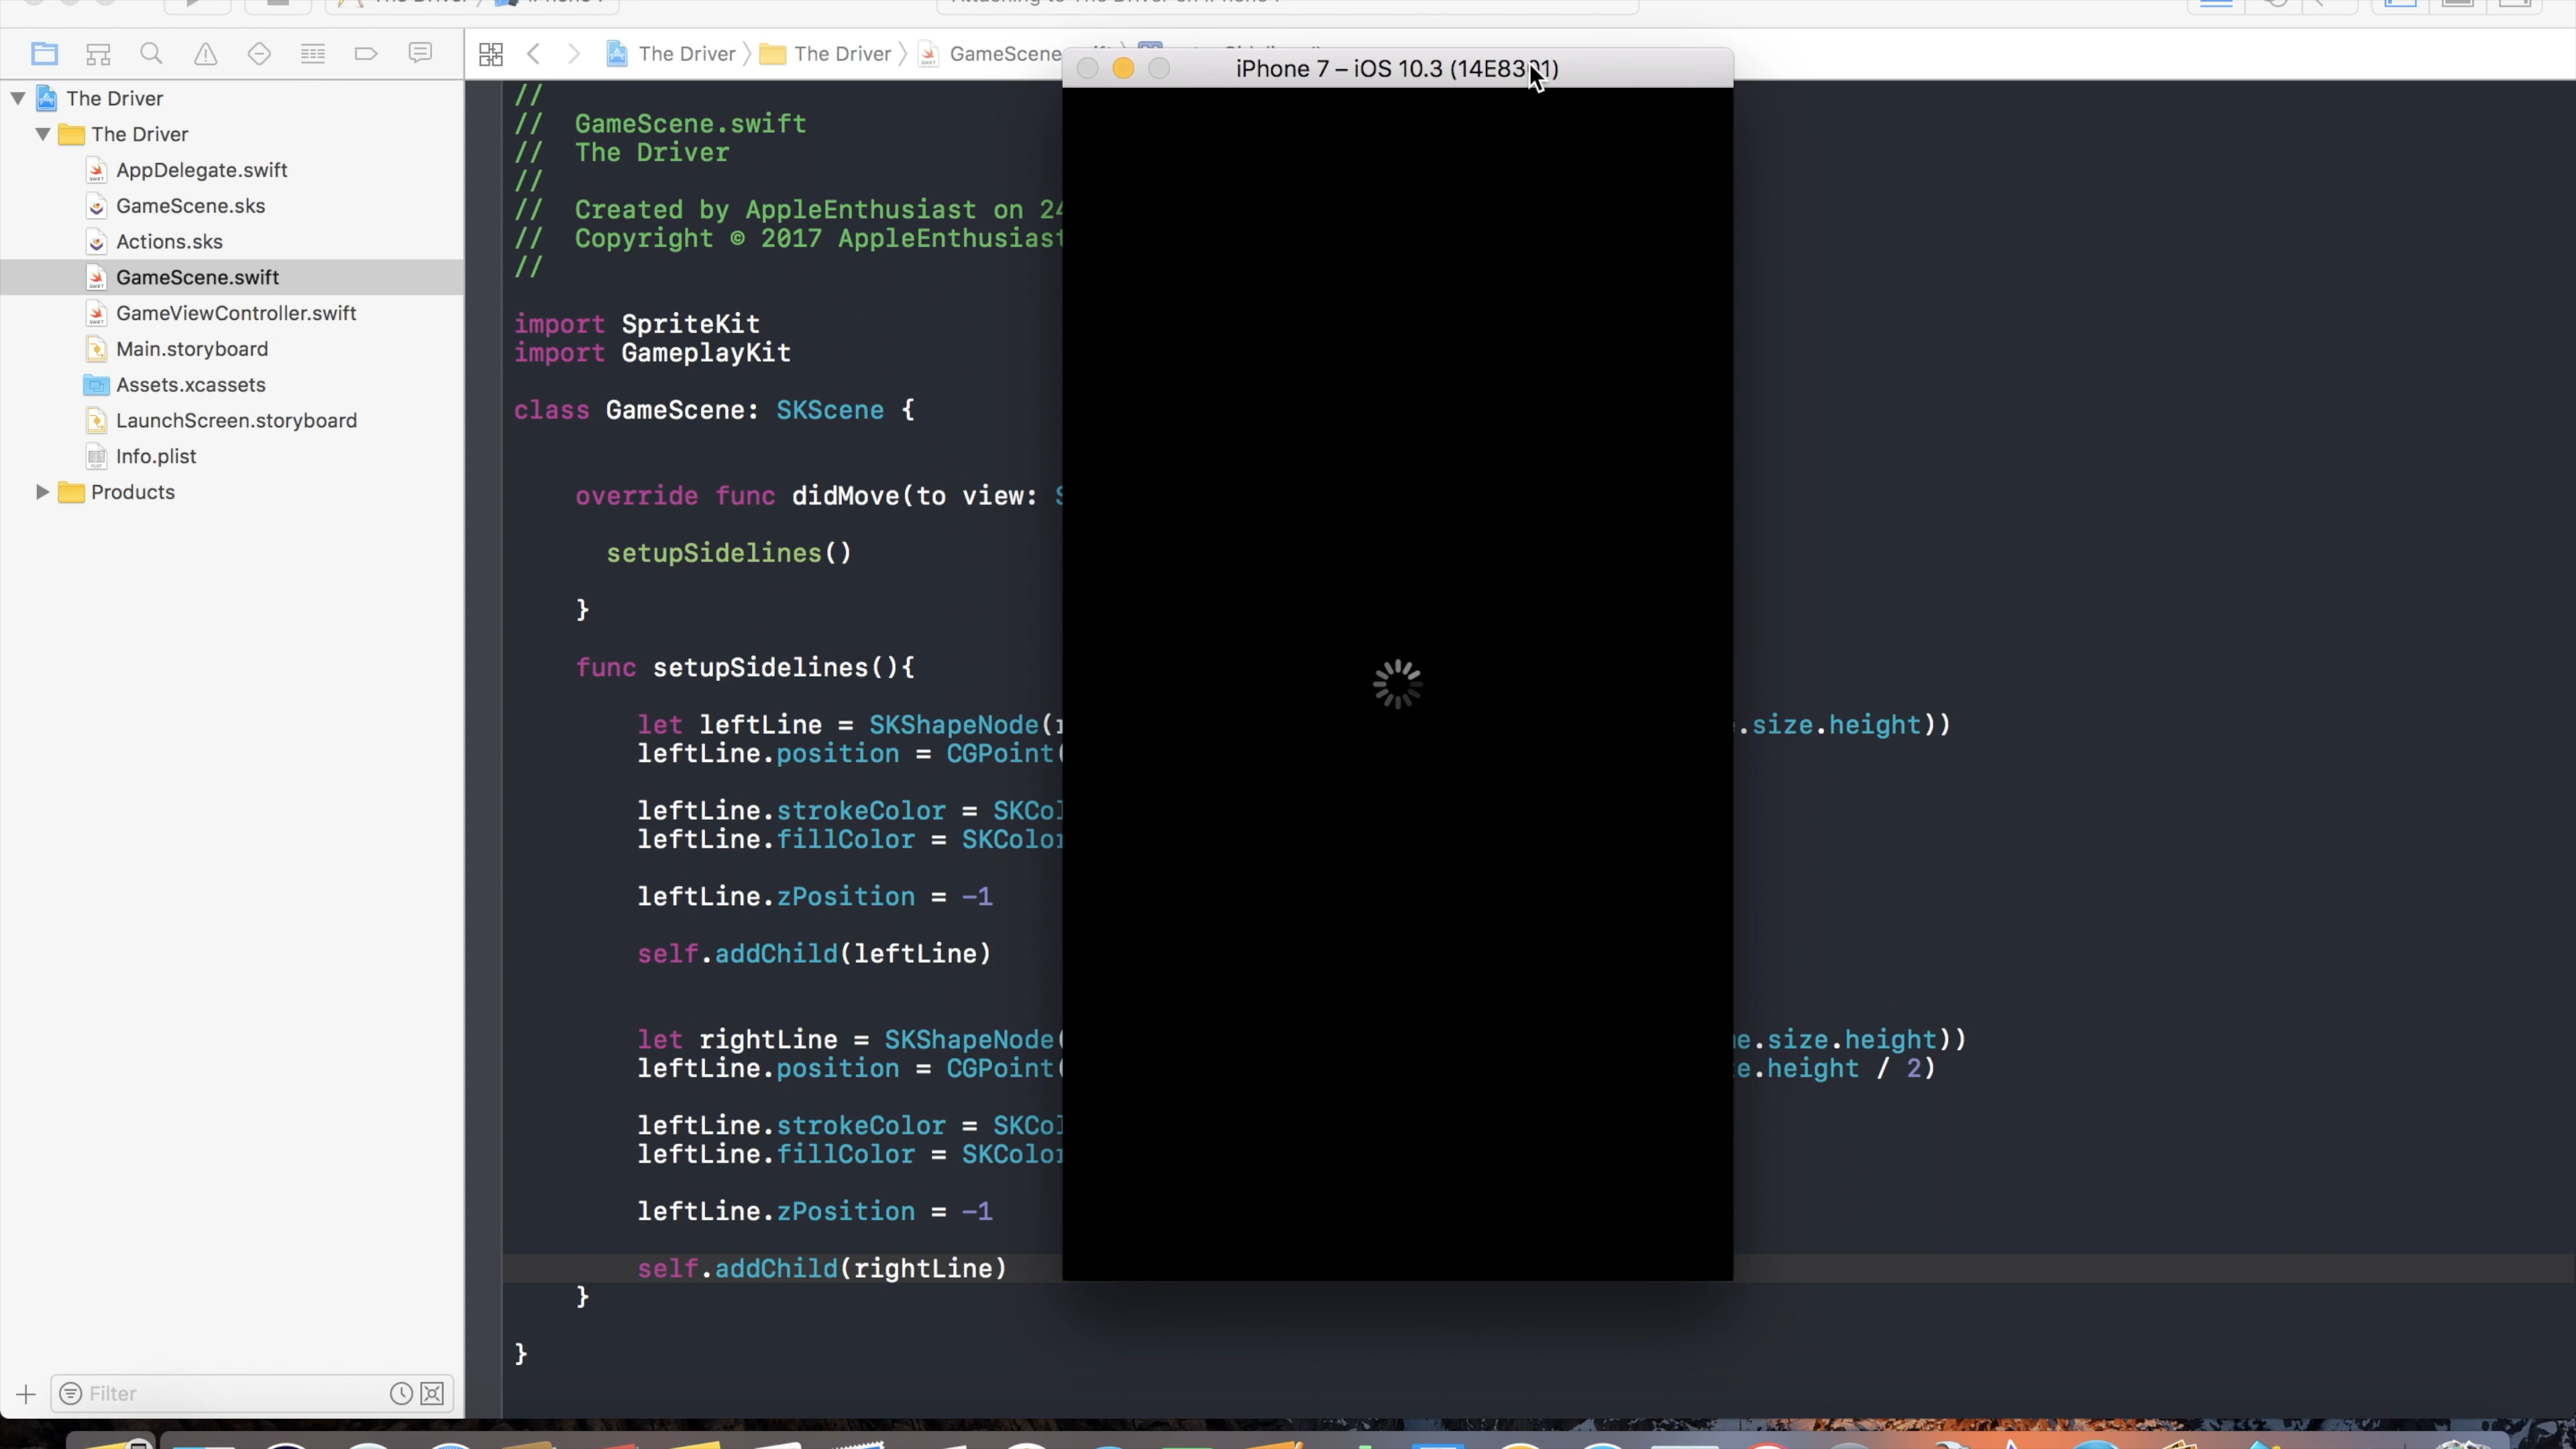 The Driver
The Driver
GameScene
iPhone 7 – iOS 10.3 (14E8301)
The Driver
The Driver
AppDelegate.swift
GameScene.sks
Actions.sks
GameScene.swift
GameViewController.swift
Main.storyboard
Assets.xcassets
LaunchScreen.storyboard
Info.plist
Products
Filter
//
// GameScene.swift
// The Driver
//
// Created by AppleEnthusiast on 24
// Copyright © 2017 AppleEnthusiast
//
import SpriteKit
import GameplayKit
class GameScene: SKScene {
override func didMove(to view: S
setupSidelines()
}
func setupSidelines(){
let leftLine = SKShapeNode( .size.height))
leftLine.position = CGPoint(
leftLine.strokeColor = SKCol
leftLine.fillColor = SKColor
leftLine.zPosition = -1
self.addChild(leftLine)
let rightLine = SKShapeNode( e.size.height))
leftLine.position = CGPoint( e.height / 2)
leftLine.strokeColor = SKCol
leftLine.fillColor = SKColor
leftLine.zPosition = -1
self.addChild(rightLine)
}
}